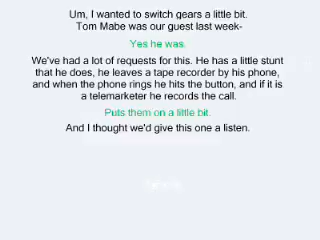 Um, I wanted to switch gears a little bit.
Tom Mabe was our guest last week-
Yes he was.
We've had a lot of requests for this. He has a little stunt
that he does, he leaves a tape recorder by his phone,
and when the phone rings he hits the button, and if it is
a telemarketer he records the call.
Puts them on a little bit.
And I thought we'd give this one a listen.